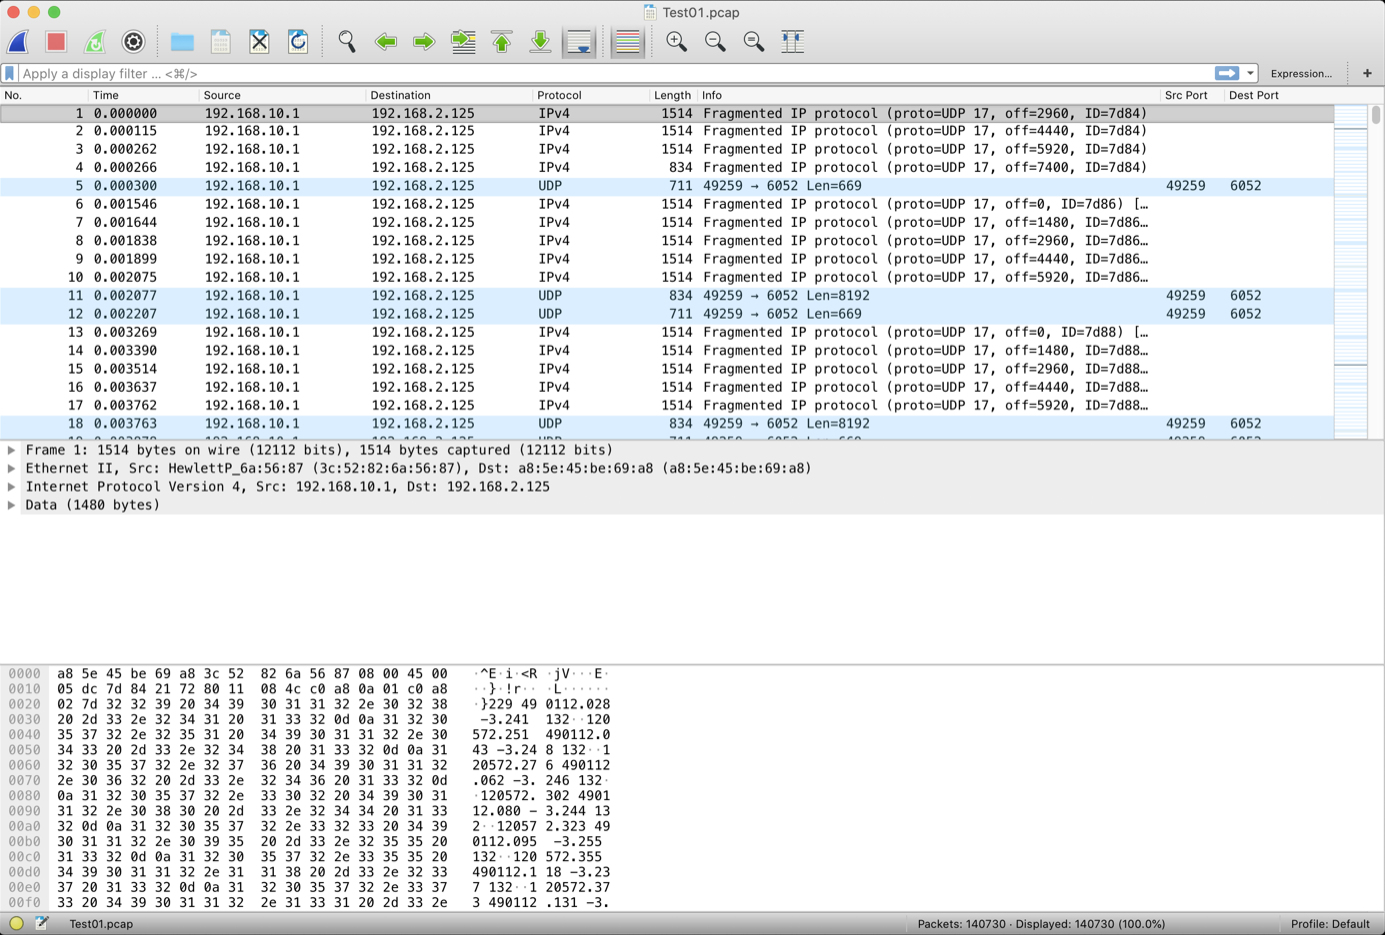 Test01.pcap
Apply a display filter ... <⌘/>
Expression...
+
No. Time Source Destination Protocol Length Info Src Port Dest Port
1 0.000000 192.168.10.1 192.168.2.125 IPv4 1514 Fragmented IP protocol (proto=UDP 17, off=2960, ID=7d84)
2 0.000115 192.168.10.1 192.168.2.125 IPv4 1514 Fragmented IP protocol (proto=UDP 17, off=4440, ID=7d84)
3 0.000262 192.168.10.1 192.168.2.125 IPv4 1514 Fragmented IP protocol (proto=UDP 17, off=5920, ID=7d84)
4 0.000266 192.168.10.1 192.168.2.125 IPv4 834 Fragmented IP protocol (proto=UDP 17, off=7400, ID=7d84)
5 0.000300 192.168.10.1 192.168.2.125 UDP 711 49259 → 6052 Len=669 49259 6052
6 0.001546 192.168.10.1 192.168.2.125 IPv4 1514 Fragmented IP protocol (proto=UDP 17, off=0, ID=7d86) […
7 0.001644 192.168.10.1 192.168.2.125 IPv4 1514 Fragmented IP protocol (proto=UDP 17, off=1480, ID=7d86…
8 0.001838 192.168.10.1 192.168.2.125 IPv4 1514 Fragmented IP protocol (proto=UDP 17, off=2960, ID=7d86…
9 0.001899 192.168.10.1 192.168.2.125 IPv4 1514 Fragmented IP protocol (proto=UDP 17, off=4440, ID=7d86…
10 0.002075 192.168.10.1 192.168.2.125 IPv4 1514 Fragmented IP protocol (proto=UDP 17, off=5920, ID=7d86…
11 0.002077 192.168.10.1 192.168.2.125 UDP 834 49259 → 6052 Len=8192 49259 6052
12 0.002207 192.168.10.1 192.168.2.125 UDP 711 49259 → 6052 Len=669 49259 6052
13 0.003269 192.168.10.1 192.168.2.125 IPv4 1514 Fragmented IP protocol (proto=UDP 17, off=0, ID=7d88) […
14 0.003390 192.168.10.1 192.168.2.125 IPv4 1514 Fragmented IP protocol (proto=UDP 17, off=1480, ID=7d88…
15 0.003514 192.168.10.1 192.168.2.125 IPv4 1514 Fragmented IP protocol (proto=UDP 17, off=2960, ID=7d88…
16 0.003637 192.168.10.1 192.168.2.125 IPv4 1514 Fragmented IP protocol (proto=UDP 17, off=4440, ID=7d88…
17 0.003762 192.168.10.1 192.168.2.125 IPv4 1514 Fragmented IP protocol (proto=UDP 17, off=5920, ID=7d88…
18 0.003763 192.168.10.1 192.168.2.125 UDP 834 49259 → 6052 Len=8192 49259 6052
Frame 1: 1514 bytes on wire (12112 bits), 1514 bytes captured (12112 bits)
Ethernet II, Src: HewlettP_6a:56:87 (3c:52:82:6a:56:87), Dst: a8:5e:45:be:69:a8 (a8:5e:45:be:69:a8)
Internet Protocol Version 4, Src: 192.168.10.1, Dst: 192.168.2.125
Data (1480 bytes)
0000 a8 5e 45 be 69 a8 3c 52 82 6a 56 87 08 00 45 00 ·^E·i·<R ·jV···E·
0010 05 dc 7d 84 21 72 80 11 08 4c c0 a8 0a 01 c0 a8 ··}·!r·· ·L······
0020 02 7d 32 32 39 20 34 39 30 31 31 32 2e 30 32 38 ·}229 49 0112.028
0030 20 2d 33 2e 32 34 31 20 31 33 32 0d 0a 31 32 30 -3.241 132··120
0040 35 37 32 2e 32 35 31 20 34 39 30 31 31 32 2e 30 572.251 490112.0
0050 34 33 20 2d 33 2e 32 34 38 20 31 33 32 0d 0a 31 43 -3.24 8 132··1
0060 32 30 35 37 32 2e 32 37 36 20 34 39 30 31 31 32 20572.27 6 490112
0070 2e 30 36 32 20 2d 33 2e 32 34 36 20 31 33 32 0d .062 -3. 246 132·
0080 0a 31 32 30 35 37 32 2e 33 30 32 20 34 39 30 31 ·120572. 302 4901
0090 31 32 2e 30 38 30 20 2d 33 2e 32 34 34 20 31 33 12.080 - 3.244 13
00a0 32 0d 0a 31 32 30 35 37 32 2e 33 32 33 20 34 39 2··12057 2.323 49
00b0 30 31 31 32 2e 30 39 35 20 2d 33 2e 32 35 35 20 0112.095 -3.255
00c0 31 33 32 0d 0a 31 32 30 35 37 32 2e 33 35 35 20 132··120 572.355
00d0 34 39 30 31 31 32 2e 31 31 38 20 2d 33 2e 32 33 490112.1 18 -3.23
00e0 37 20 31 33 32 0d 0a 31 32 30 35 37 32 2e 33 37 7 132··1 20572.37
00f0 33 20 34 39 30 31 31 32 2e 31 33 31 20 2d 33 2e 3 490112 .131 -3.
Test01.pcap Packets: 140730 · Displayed: 140730 (100.0%) Profile: Default